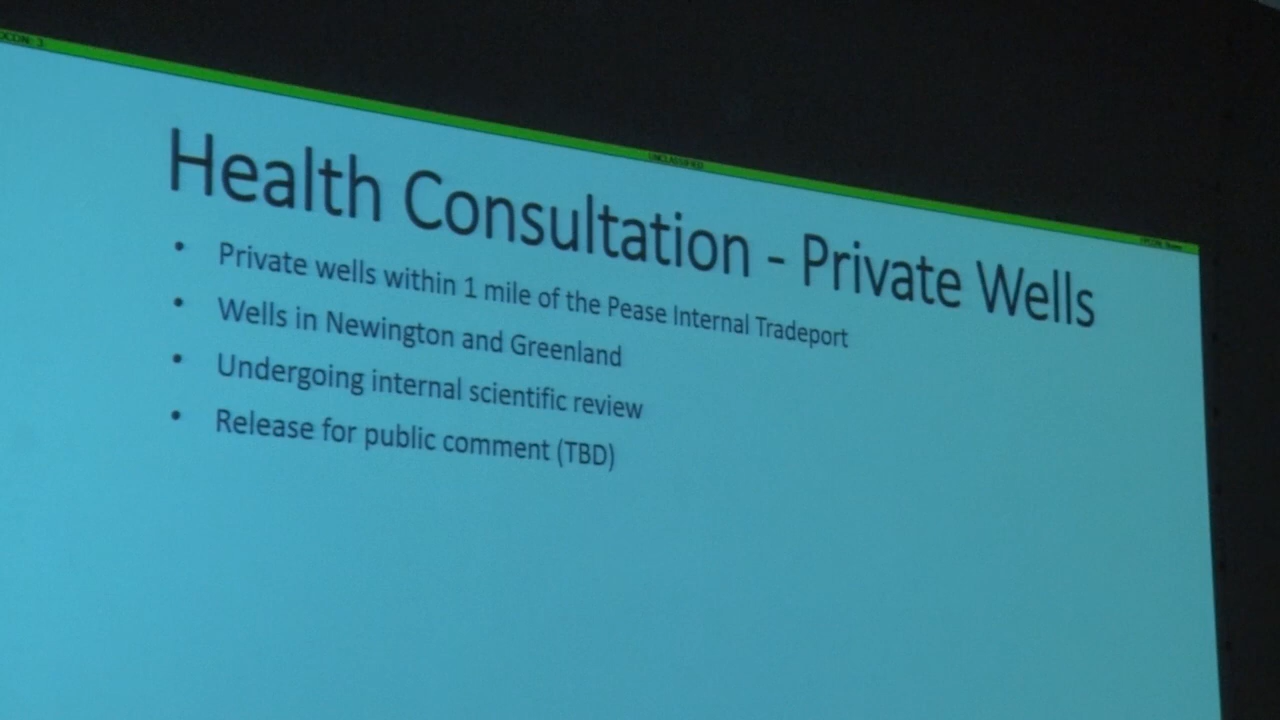 UNCLASSIFIED
Health Consultation - Private Wells
• Private wells within 1 mile of the Pease Internal Tradeport
• Wells in Newington and Greenland
• Undergoing internal scientific review
• Release for public comment (TBD)